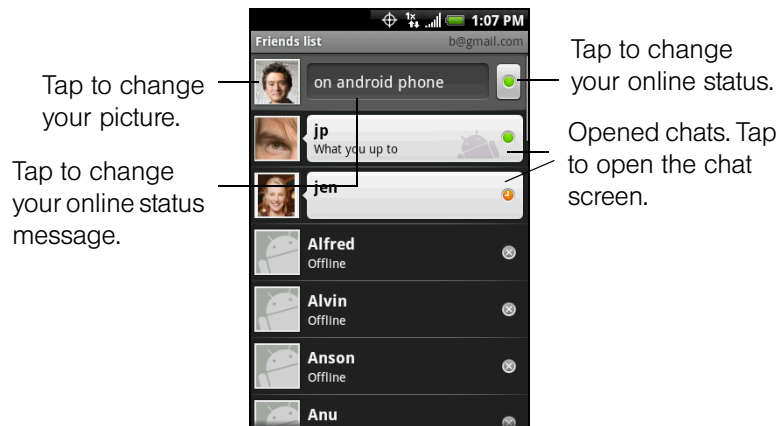 1:07 PM
Friends list
b@gmail.com
Tap to change
your picture.
on android phone
Tap to change
your online status.
jp
What you up to
Opened chats. Tap
to open the chat
screen.
Tap to change
your online status
message.
jen
Alfred
Offline
Alvin
Offline
Anson
Offline
Anu